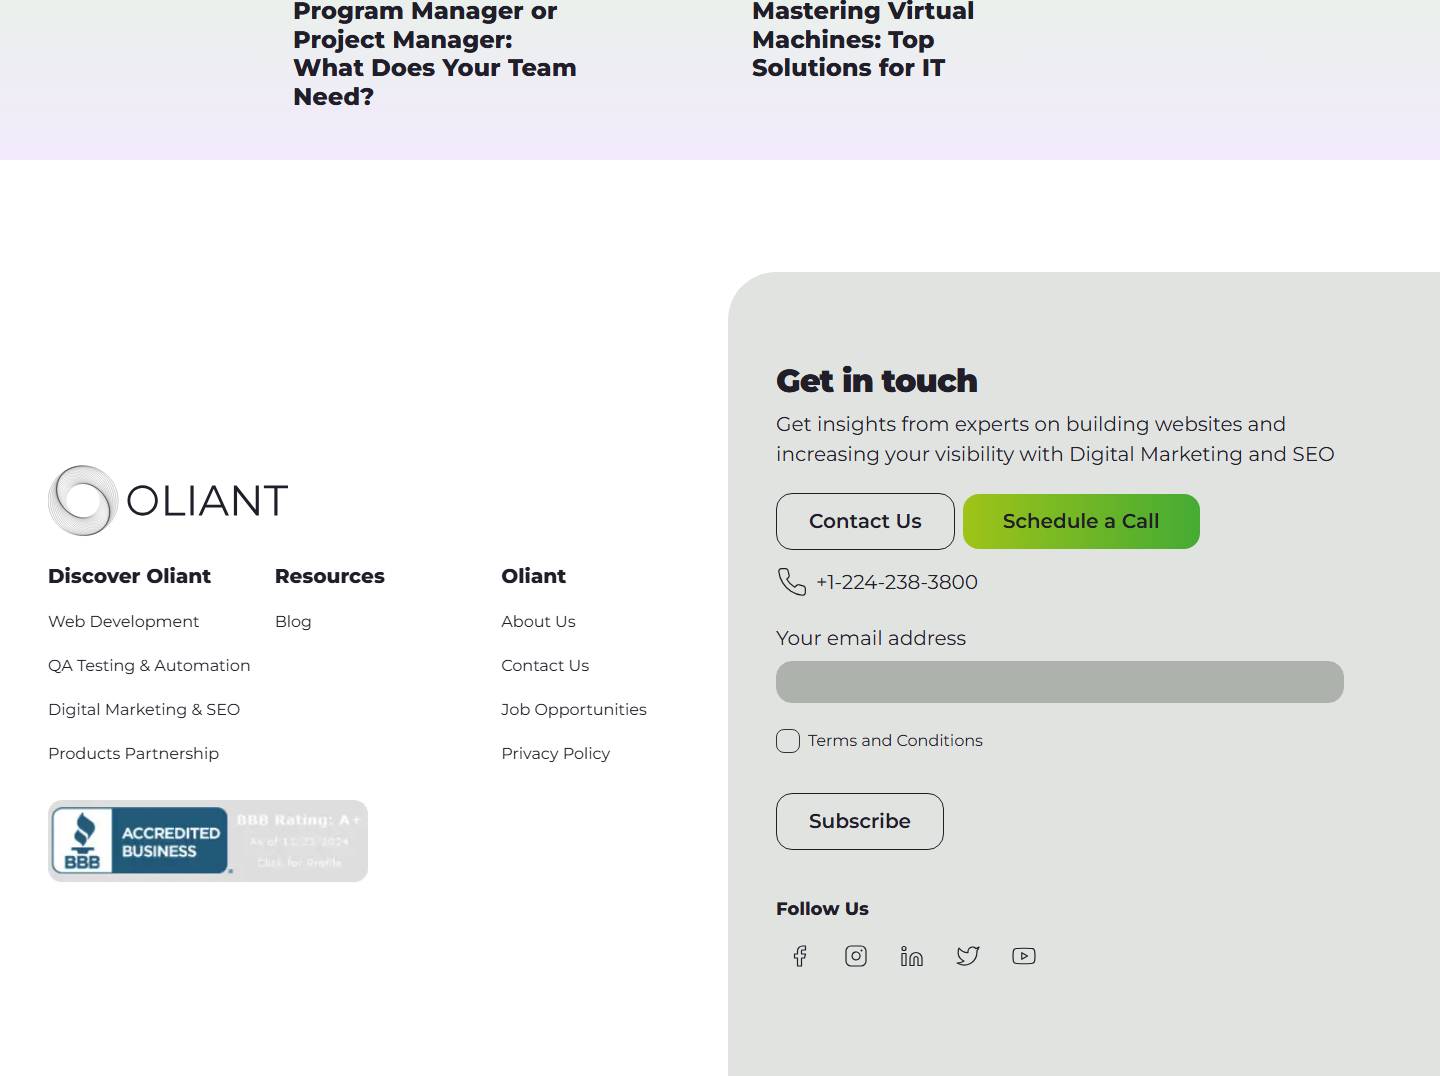 Program Manager or
Project Manager:
What Does Your Team
Need?
Mastering Virtual
Machines: Top
Solutions for IT
OLIANT
Discover Oliant
Web Development
QA Testing & Automation
Digital Marketing & SEO
Products Partnership
Resources
Blog
Oliant
About Us
Contact Us
Job Opportunities
Privacy Policy
BBB
ACCREDITED
BUSINESS
BBB Rating: A+
Click for Profile
Get in touch
Get insights from experts on building websites and
increasing your visibility with Digital Marketing and SEO
Contact Us
Schedule a Call
+1-224-238-3800
Your email address
Terms and Conditions
Subscribe
Follow Us